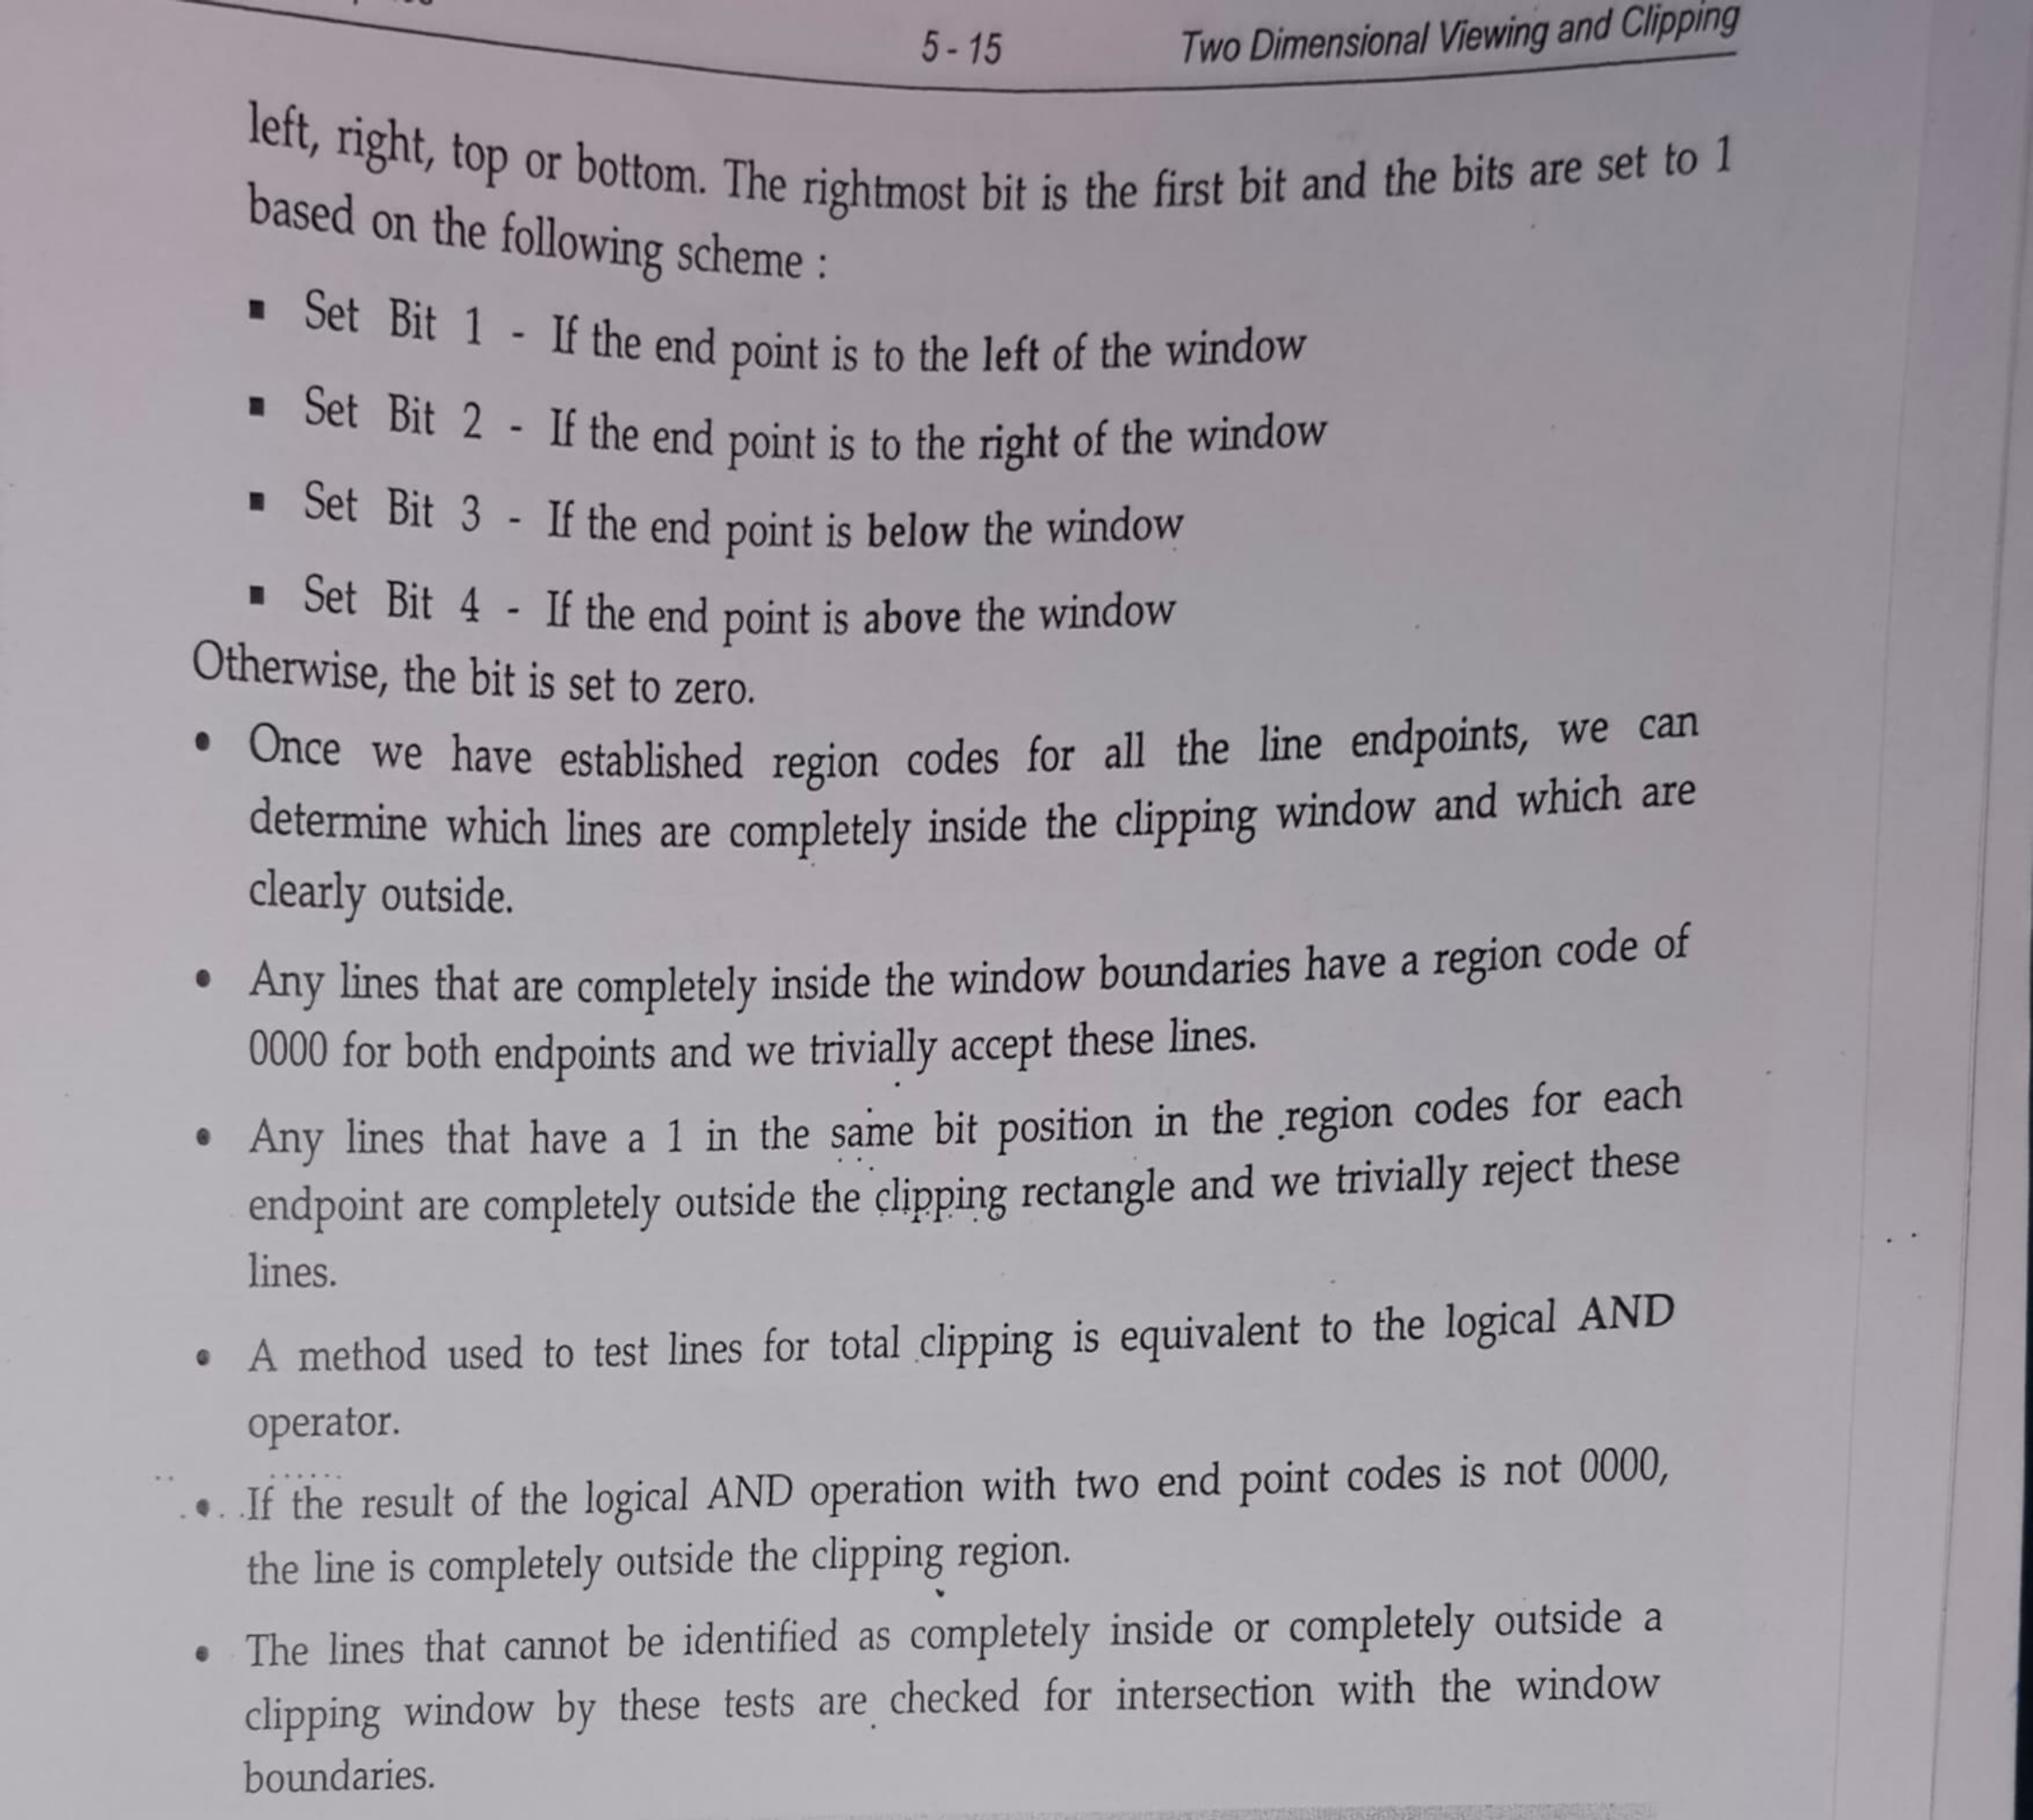 5 - 15 Two Dimensional Viewing and Clipping
left, right, top or bottom. The rightmost bit is the first bit and the bits are set to 1
based on the following scheme :
▪ Set Bit 1 - If the end point is to the left of the window
▪ Set Bit 2 - If the end point is to the right of the window
▪ Set Bit 3 - If the end point is below the window
▪ Set Bit 4 - If the end point is above the window
Otherwise, the bit is set to zero.
• Once we have established region codes for all the line endpoints, we can
determine which lines are completely inside the clipping window and which are
clearly outside.
• Any lines that are completely inside the window boundaries have a region code of
0000 for both endpoints and we trivially accept these lines.
• Any lines that have a 1 in the same bit position in the region codes for each
endpoint are completely outside the clipping rectangle and we trivially reject these
lines.
• A method used to test lines for total clipping is equivalent to the logical AND
operator.
• If the result of the logical AND operation with two end point codes is not 0000,
the line is completely outside the clipping region.
• The lines that cannot be identified as completely inside or completely outside a
clipping window by these tests are checked for intersection with the window
boundaries.